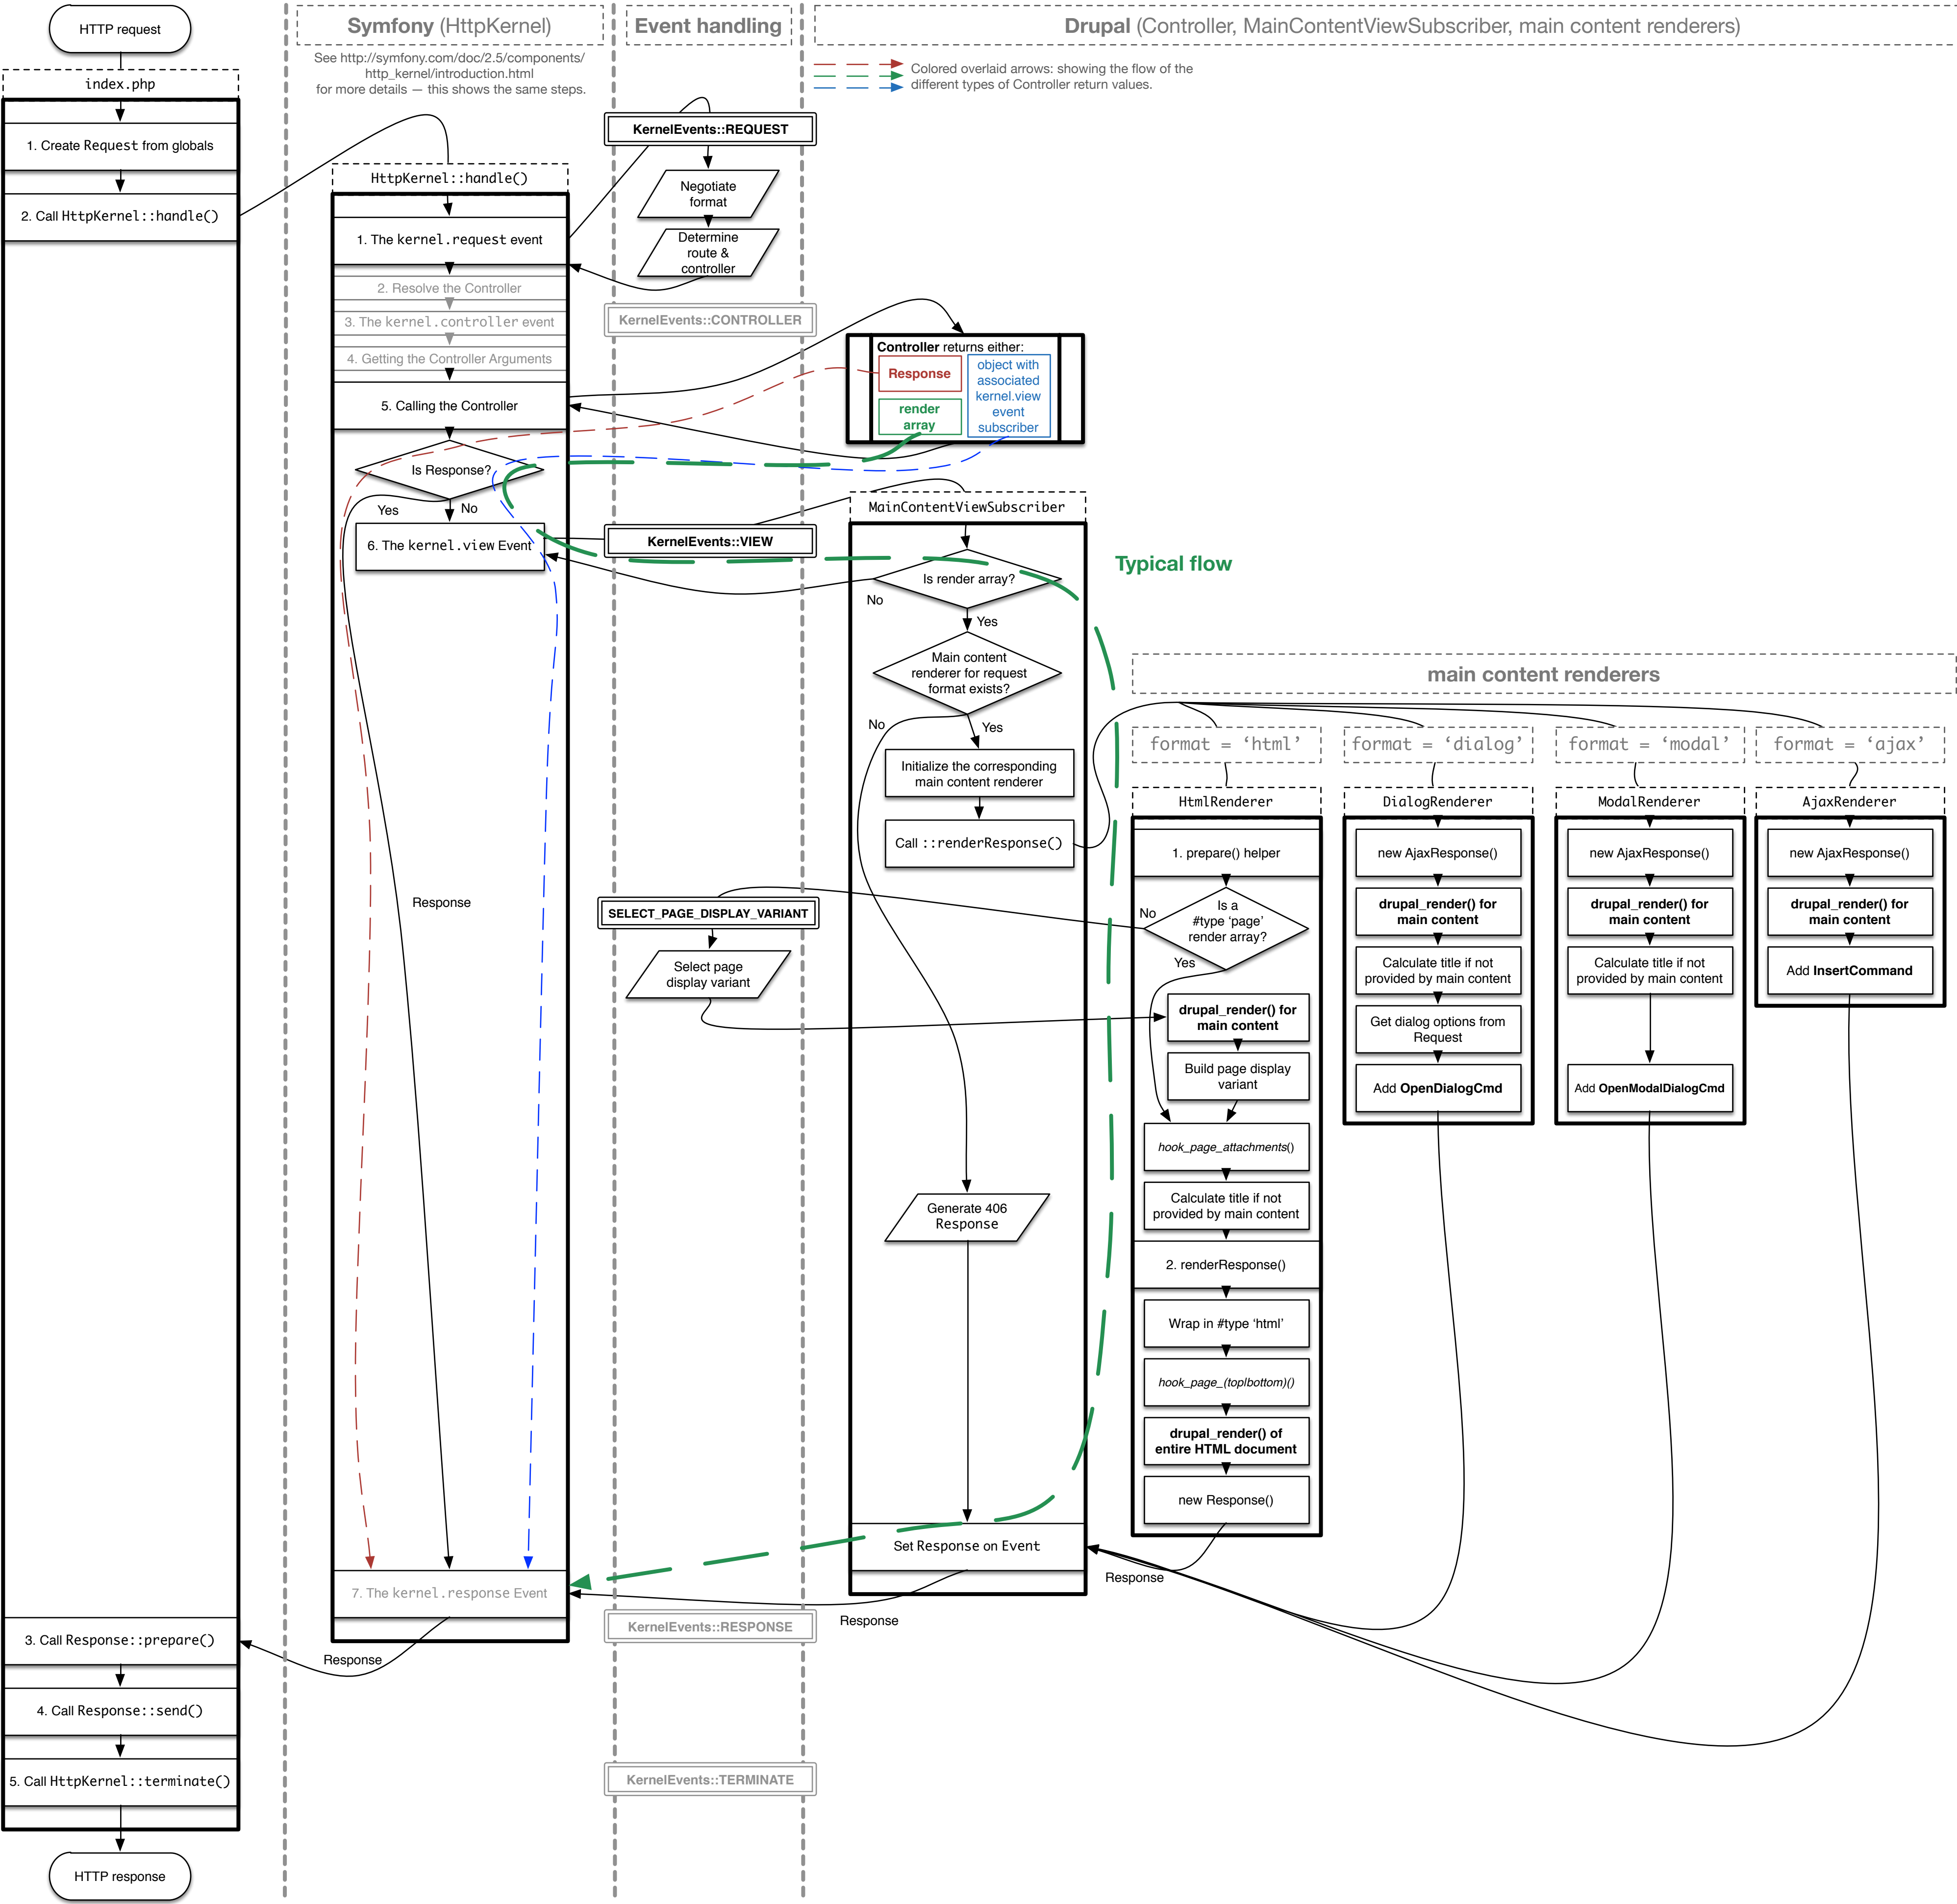 HTTP request
index.php
1. Create Request from globals
2. Call HttpKernel::handle()
3. Call Response::prepare()
4. Call Response::send()
5. Call HttpKernel::terminate()
HTTP response
Symfony (HttpKernel)
See http://symfony.com/doc/2.5/components/
http_kernel/introduction.html
for more details — this shows the same steps.
HttpKernel::handle()
1. The kernel.request event
2. Resolve the Controller
3. The kernel.controller event
4. Getting the Controller Arguments
5. Calling the Controller
Is Response?
Yes
No
6. The kernel.view Event
Response
7. The kernel.response Event
Response
Event handling
KernelEvents::REQUEST
Negotiate
format
Determine
route &
controller
KernelEvents::CONTROLLER
KernelEvents::VIEW
SELECT_PAGE_DISPLAY_VARIANT
Select page
display variant
KernelEvents::RESPONSE
KernelEvents::TERMINATE
Drupal (Controller, MainContentViewSubscriber, main content renderers)
Colored overlaid arrows: showing the flow of the
different types of Controller return values.
Controller returns either:
Response
render
array
object with
associated
kernel.view
event
subscriber
MainContentViewSubscriber
Is render array?
No
Yes
Main content
renderer for request
format exists?
No
Yes
Initialize the corresponding
main content renderer
Call ::renderResponse()
Generate 406
Response
Set Response on Event
Response
Response
Typical flow
main content renderers
format = ‘html’
HtmlRenderer
1. prepare() helper
Is a
#type ‘page’
render array?
No
Yes
drupal_render() for
main content
Build page display
variant
hook_page_attachments()
Calculate title if not
provided by main content
2. renderResponse()
Wrap in #type ‘html’
hook_page_(top|bottom)()
drupal_render() of
entire HTML document
new Response()
format = ‘dialog’
DialogRenderer
new AjaxResponse()
drupal_render() for
main content
Calculate title if not
provided by main content
Get dialog options from
Request
Add OpenDialogCmd
format = ‘modal’
ModalRenderer
new AjaxResponse()
drupal_render() for
main content
Calculate title if not
provided by main content
Add OpenModalDialogCmd
format = ‘ajax’
AjaxRenderer
new AjaxResponse()
drupal_render() for
main content
Add InsertCommand